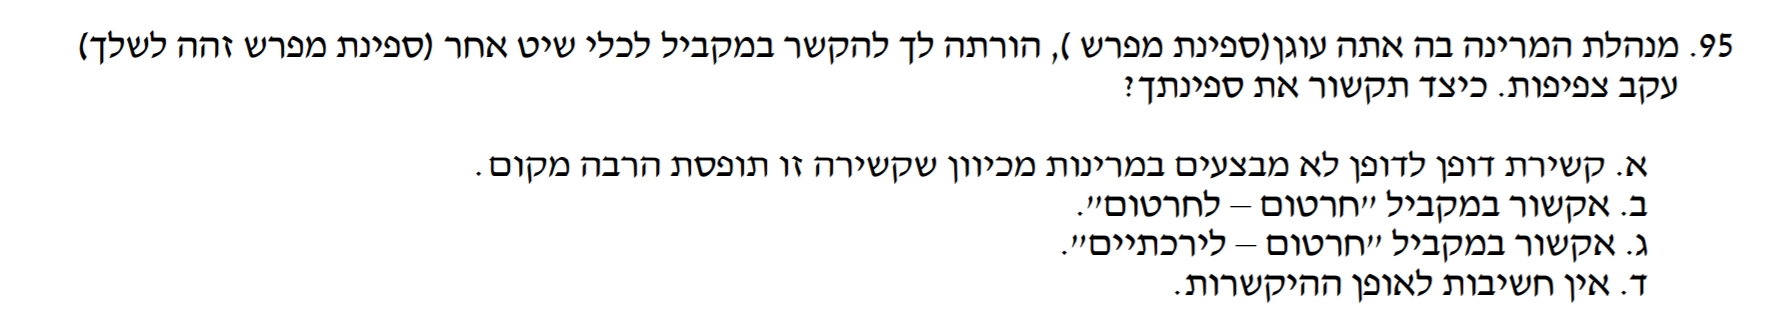 95. מנהלת המרינה בה אתה עוגן(ספינת מפרש ), הורתה לך להקשר במקביל לכלי שיט אחר (ספינת מפרש זהה לשלך)
עקב צפיפות. כיצד תקשור את ספינתך?
א. קשירת דופן לדופן לא מבצעים במרינות מכיוון שקשירה זו תופסת הרבה מקום.
ב. אקשור במקביל "חרטום – לחרטום".
ג. אקשור במקביל "חרטום – לירכתיים".
ד. אין חשיבות לאופן ההיקשרות.